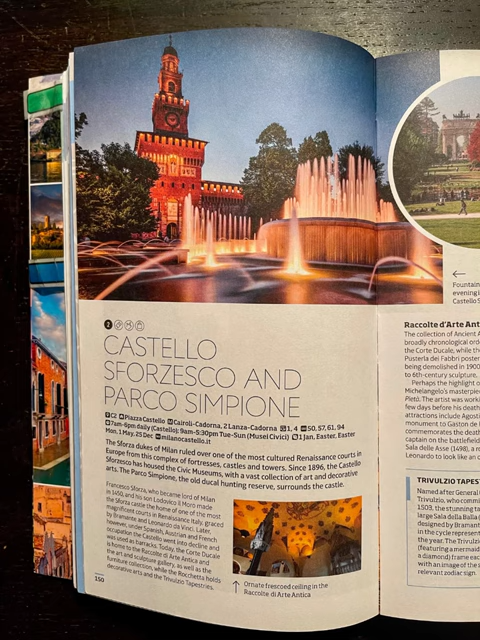 2
CASTELLO
SFORZESCO AND
PARCO SIMPIONE
C2 Piazza Castello Cairoli-Cadorna, 2 Lanza-Cadorna 1, 4 50, 57, 61, 94
7am-6pm daily (Castello); 9am-5:30pm Tue-Sun (Musei Civici) 1 Jan, Easter, Easter
Mon, 1 May, 25 Dec milanocastello.it
The Sforza dukes of Milan ruled over one of the most cultured Renaissance courts in
Europe from this complex of fortresses, castles and towers. Since 1896, the Castello
Sforzesco has housed the Civic Museums, with a vast collection of art and decorative
arts. The Parco Simpione, the old ducal hunting reserve, surrounds the castle.
Francesco Sforza, who became lord of Milan
in 1450, and his son Lodovico il Moro made
the Sforza castle the home of one of the most
magnificent courts in Renaissance Italy, graced
by Bramante and Leonardo da Vinci. Later,
however, under Spanish, Austrian and French
occupation the Castello went into decline and
was used as barracks. Today, the Corte Ducale
is home to the Raccolte di Arte Antica and
the art and sculpture gallery, as well as the
furniture collection, while the Rocchetta holds
decorative arts and the Trivulzio Tapestries.
↑ Ornate frescoed ceiling in the
Raccolte di Arte Antica
150
←
Fountain
evening i
Castello S
Raccolte d'Arte Ant
The collection of Ancient A
broadly chronological orde
the Corte Ducale, while the
Pusterla dei Fabbri poster
being demolished in 1900
to 6th-century sculpture,
Perhaps the highlight o
Michelangelo's masterpie
Pietà. The artist was worki
few days before his death
attractions include Agosti
monument to Gaston de
commemorates the death
captain on the battlefield
Sala delle Asse (1498), a r
Leonardo to look like an o
TRIVULZIO TAPEST
Named after General
Trivulzio, who commi
1503, the stunning ta
large Sala della Balla
designed by Bramant
in the cycle represent
the year. The Trivulzi
(featuring a mermaid
a diamond) frame eac
with an image of the s
relevant zodiac sign.